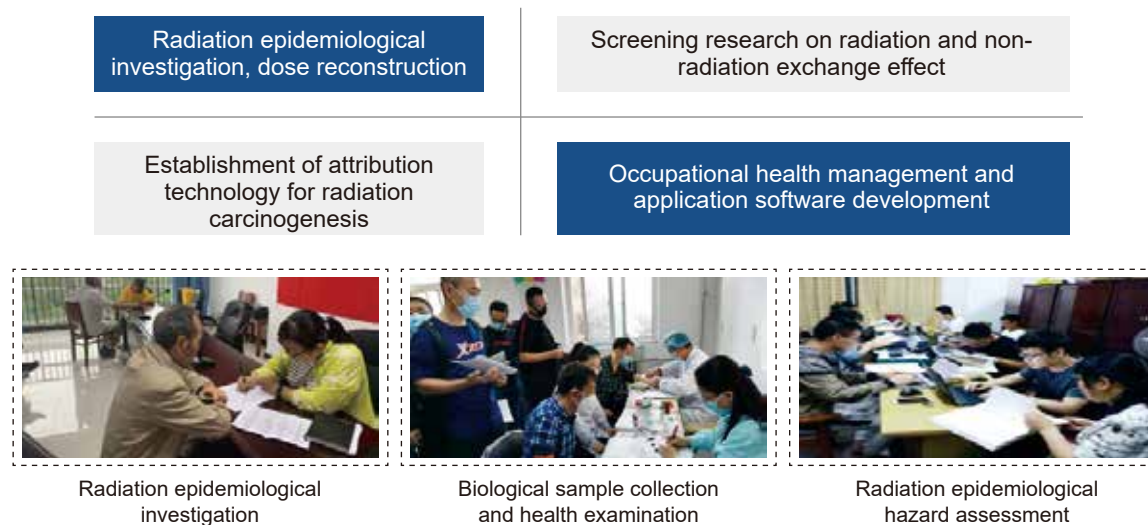 Radiation epidemiological
investigation, dose reconstruction
Screening research on radiation and non-
radiation exchange effect
Establishment of attribution
technology for radiation
carcinogenesis
Occupational health management and
application software development
Radiation epidemiological
investigation
Biological sample collection
and health examination
Radiation epidemiological
hazard assessment